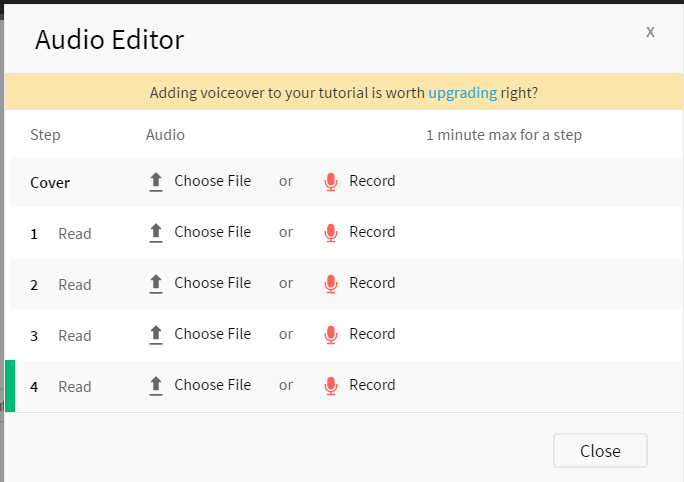 Audio Editor
x
Adding voiceover to your tutorial is worth upgrading right?
Step Audio 1 minute max for a step
Cover Choose File or Record
1 Read Choose File or Record
2 Read Choose File or Record
3 Read Choose File or Record
4 Read Choose File or Record
Close